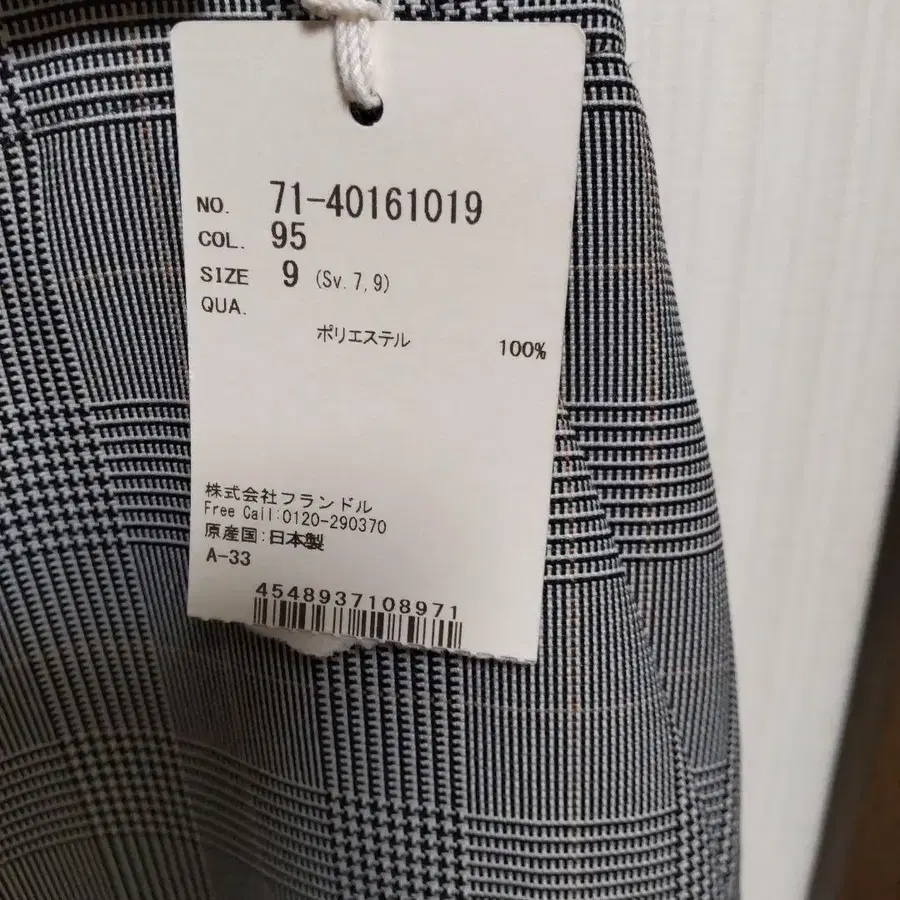 NO. 71-40161019
COL. 95
SIZE 9 (Sv.7,9)
QUA.
ポリエステル 100%
株式会社フランドル
Free Call:0120-290370
原産国:日本製
A-33
4548937108971